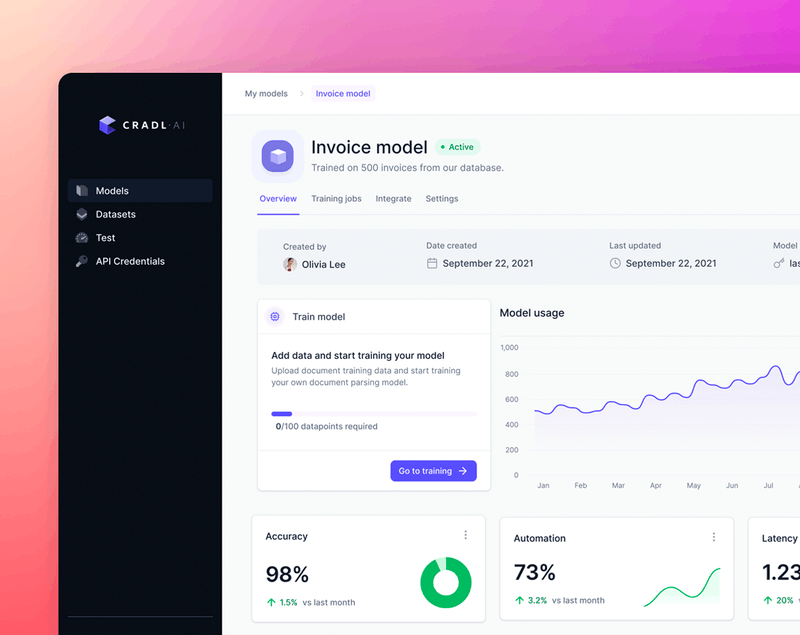 My models
Invoice model
CRADL·AI
Invoice model
Active
Trained on 500 invoices from our database.
Models
Datasets
Test
API Credentials
Overview
Training jobs
Integrate
Settings
Created by
Olivia Lee
Date created
September 22, 2021
Last updated
September 22, 2021
Model
Train model
Add data and start training your model
Upload document training data and start training
your own document parsing model.
0/100 datapoints required
Go to training
Model usage
1,000
800
600
400
200
0
Jan
Feb
Mar
Apr
May
Jun
Jul
Accuracy
98%
1.5% vs last month
Automation
73%
3.2% vs last month
Latency
1.23
20%